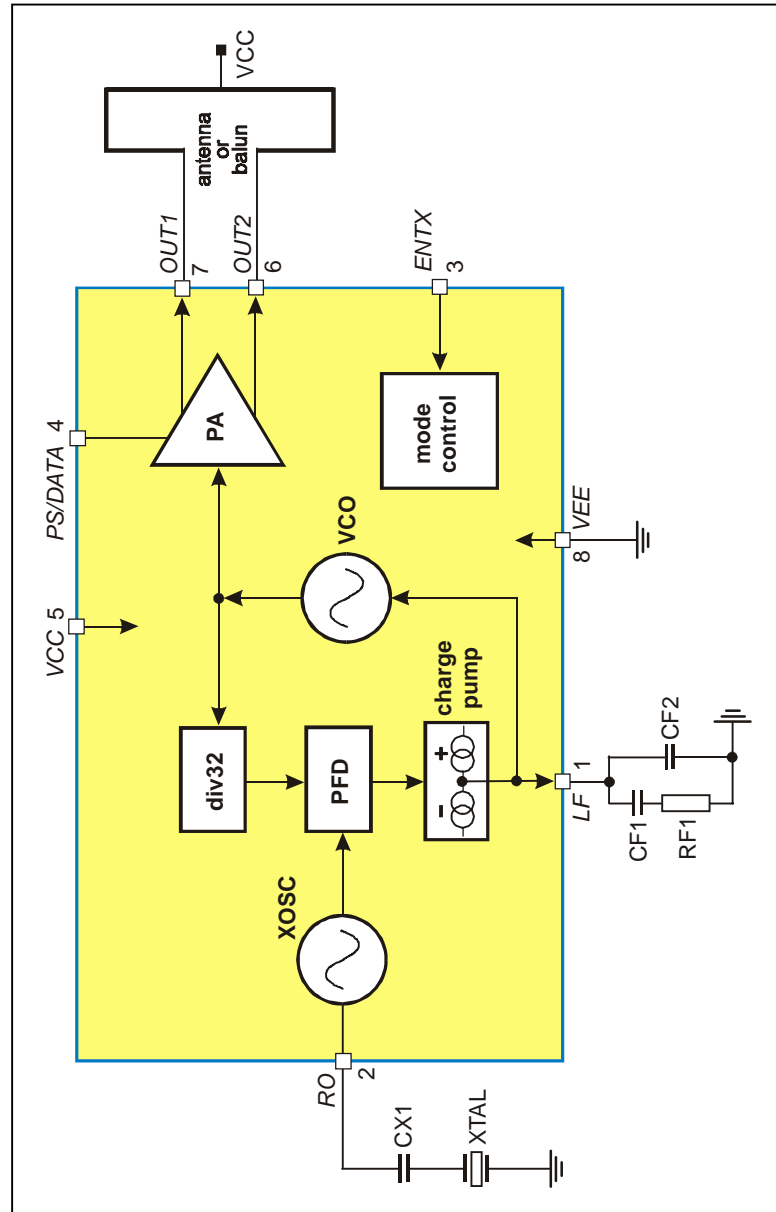 VCC
antenna
or
balun
OUT1
7
OUT2
6
ENTX
3
PS/DATA 4
PA
mode
control
VCC 5
VCO
VEE
8
div32
PFD
charge
pump
+
-
XOSC
LF 1
CF1
CF2
RF1
RO
2
CX1
XTAL